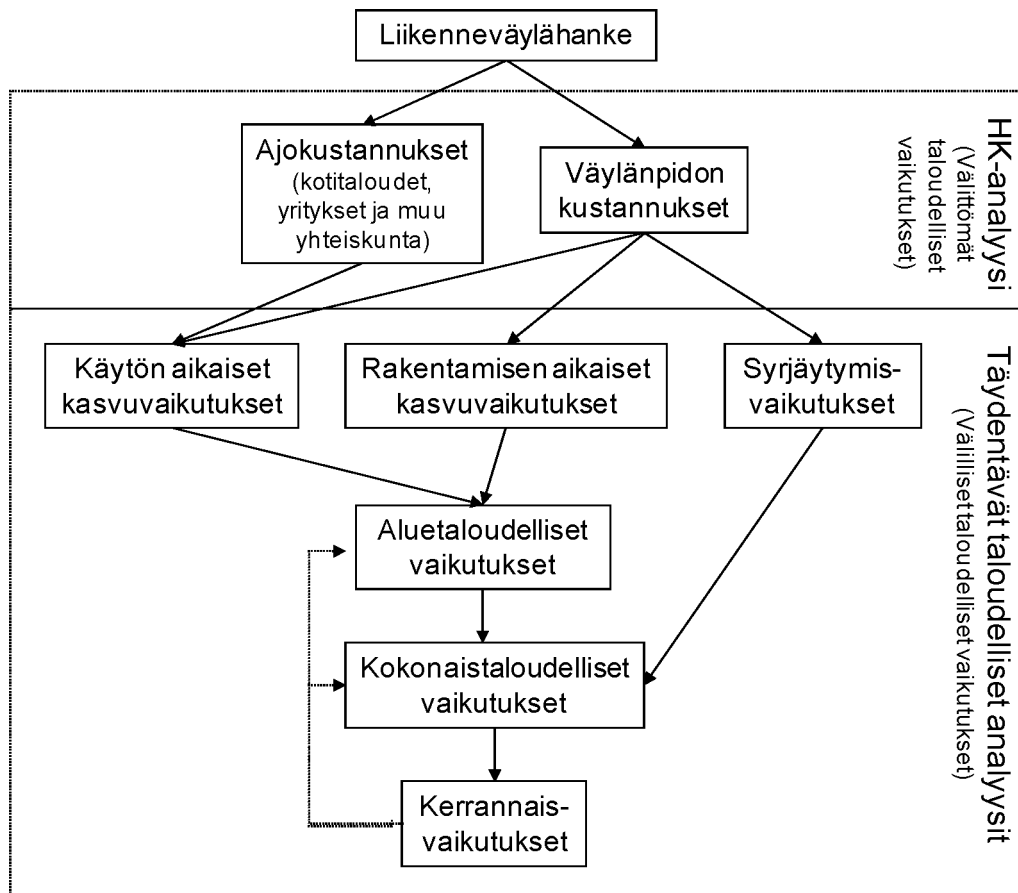 Liikenneväylähanke
Ajokustannukset
(kotitaloudet,
yritykset ja muu
yhteiskunta)
Väylänpidon
kustannukset
HK-analyysi
(Välittömät
taloudelliset
vaikutukset)
Käytön aikaiset
kasvuvaikutukset
Rakentamisen aikaiset
kasvuvaikutukset
Syrjäytymis-
vaikutukset
Aluetaloudelliset
vaikutukset
Kokonaistaloudelliset
vaikutukset
Kerrannais-
vaikutukset
Täydentävät taloudelliset analyysit
(Välilliset taloudelliset vaikutukset)